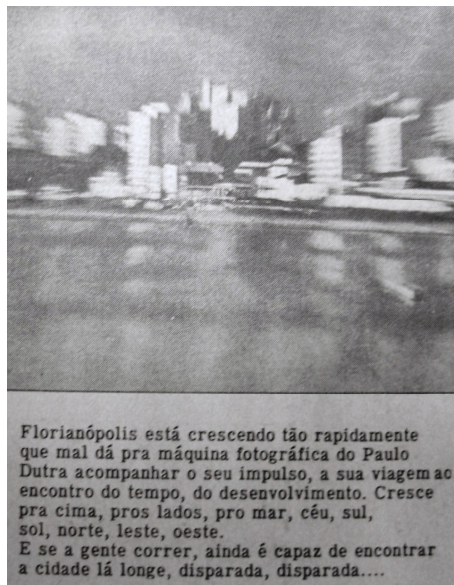 Florianópolis está crescendo tão rapidamente
que mal dá pra máquina fotográfica do Paulo
Dutra acompanhar o seu impulso, a sua viagem ao
encontro do tempo, do desenvolvimento. Cresce
pra cima, pros lados, pro mar, céu, sul,
sol, norte, leste, oeste.
E se a gente correr, ainda é capaz de encontrar
a cidade lá longe, disparada, disparada....